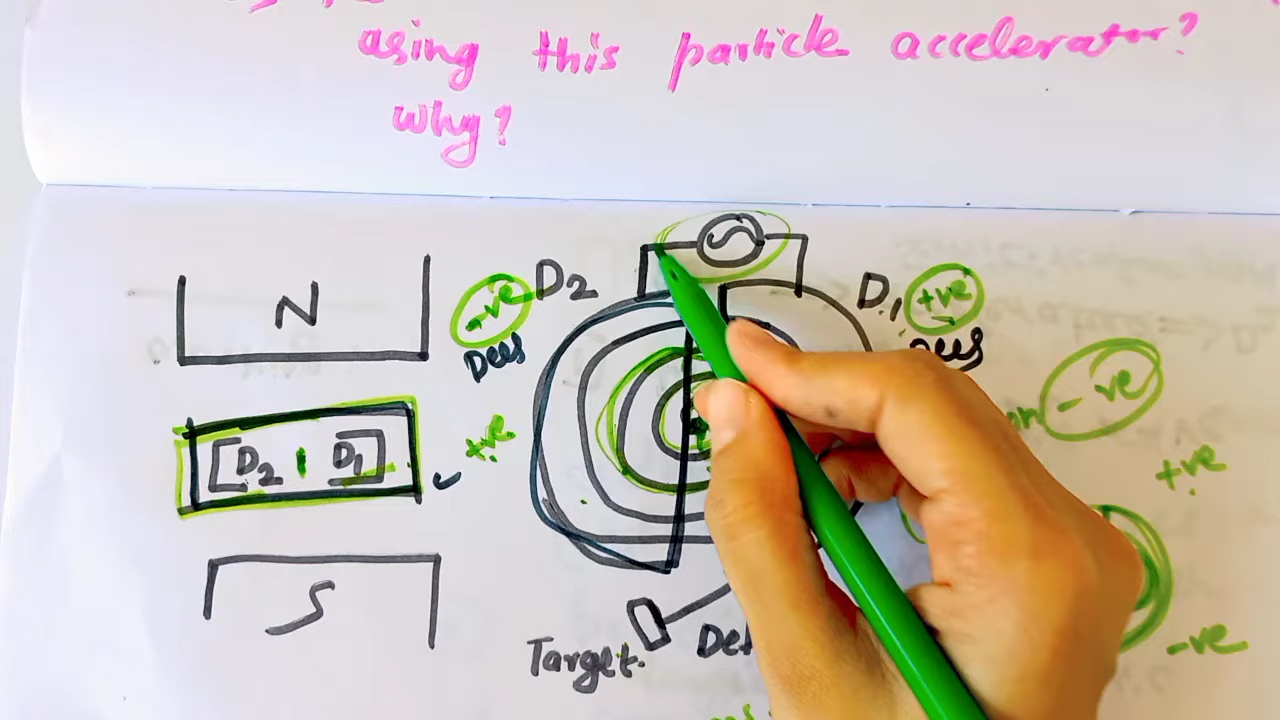 using this particle accelerator?
why?
N
D2
-ve
Dees
D1
+ve
-ve
D2
D1
+ve
+ve
S
-ve
Target.